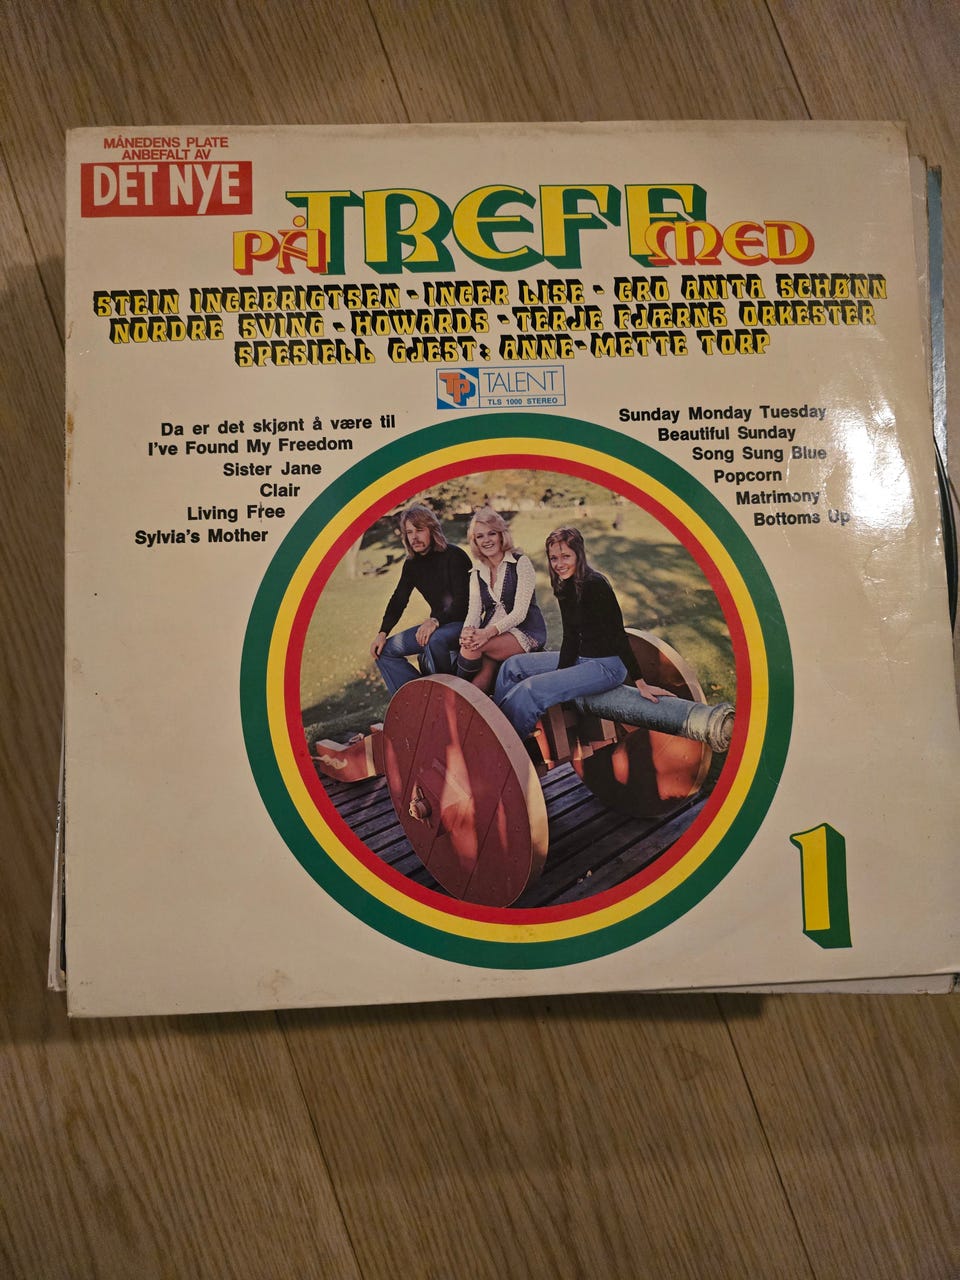 MÅNEDENS PLATE
ANBEFALT AV
DET NYE
PÅ TREFF MED
STEIN INGEBRIGTSEN - INGER LISE - GRO ANITA SCHØNN
NORDRE SVING - HOWARDS - TERJE FJÆRNS ORKESTER
SPESIELL GJEST: ANNE-METTE TORP
TP TALENT
TLS 1000 STEREO
Da er det skjønt å være til
I've Found My Freedom
Sister Jane
Clair
Living Free
Sylvia's Mother
Sunday Monday Tuesday
Beautiful Sunday
Song Sung Blue
Popcorn
Matrimony
Bottoms Up
1